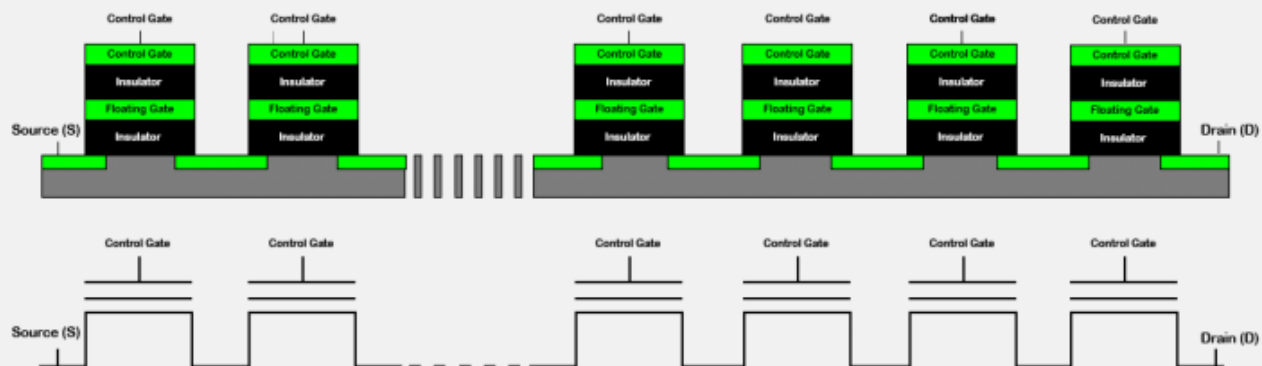 Control Gate Control Gate Control Gate Control Gate Control Gate Control Gate
Control Gate Control Gate Control Gate Control Gate Control Gate Control Gate
Insulator Insulator Insulator Insulator Insulator Insulator
Floating Gate Floating Gate Floating Gate Floating Gate Floating Gate Floating Gate
Source (S) Insulator Insulator Insulator Insulator Insulator Insulator Drain (D)
Control Gate Control Gate Control Gate Control Gate Control Gate Control Gate
Source (S) Drain (D)